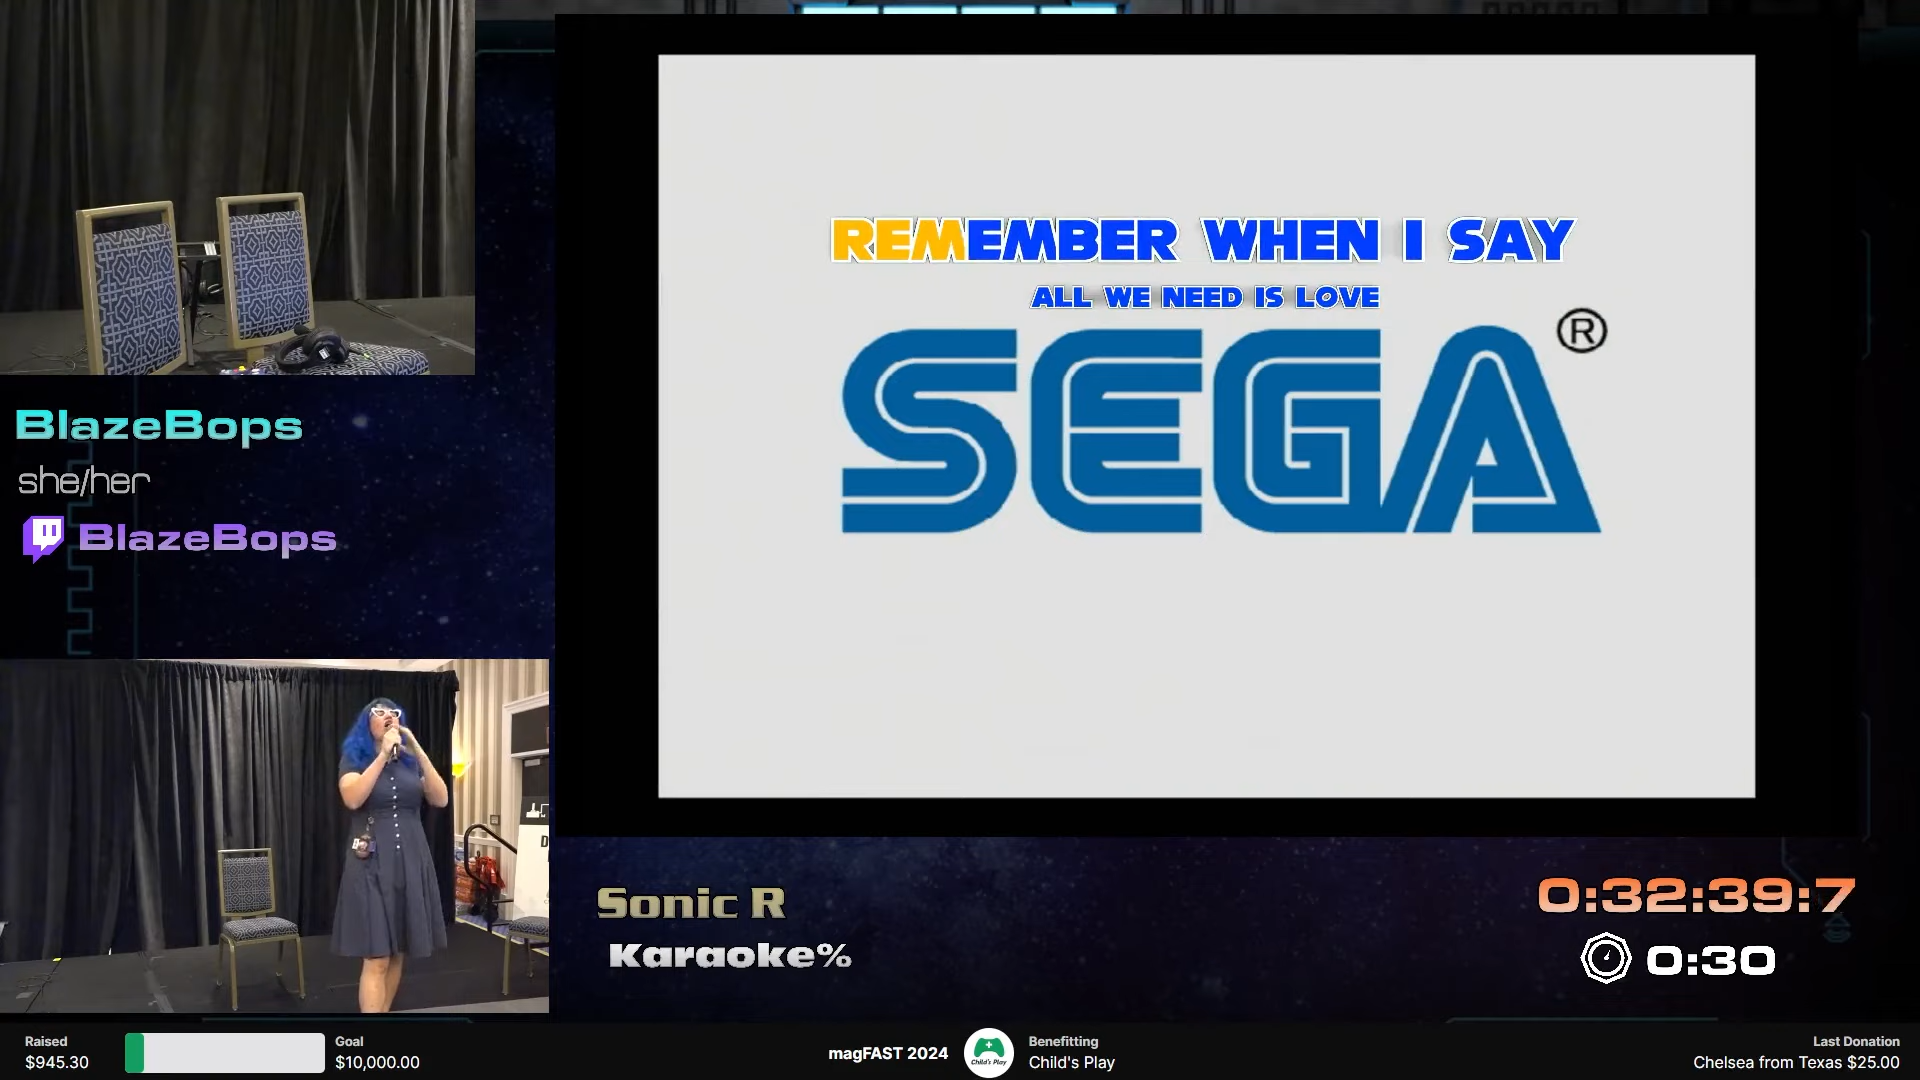 REMEMBER WHEN I SAY
ALL WE NEED IS LOVE
SEGA®
BlazeBops
she/her
BlazeBops
Sonic R
Karaoke%
0:32:39:7
0:30
Raised
$945.30
Goal
$10,000.00
magFAST 2024
Child's Play
Benefitting
Child's Play
Last Donation
Chelsea from Texas $25.00